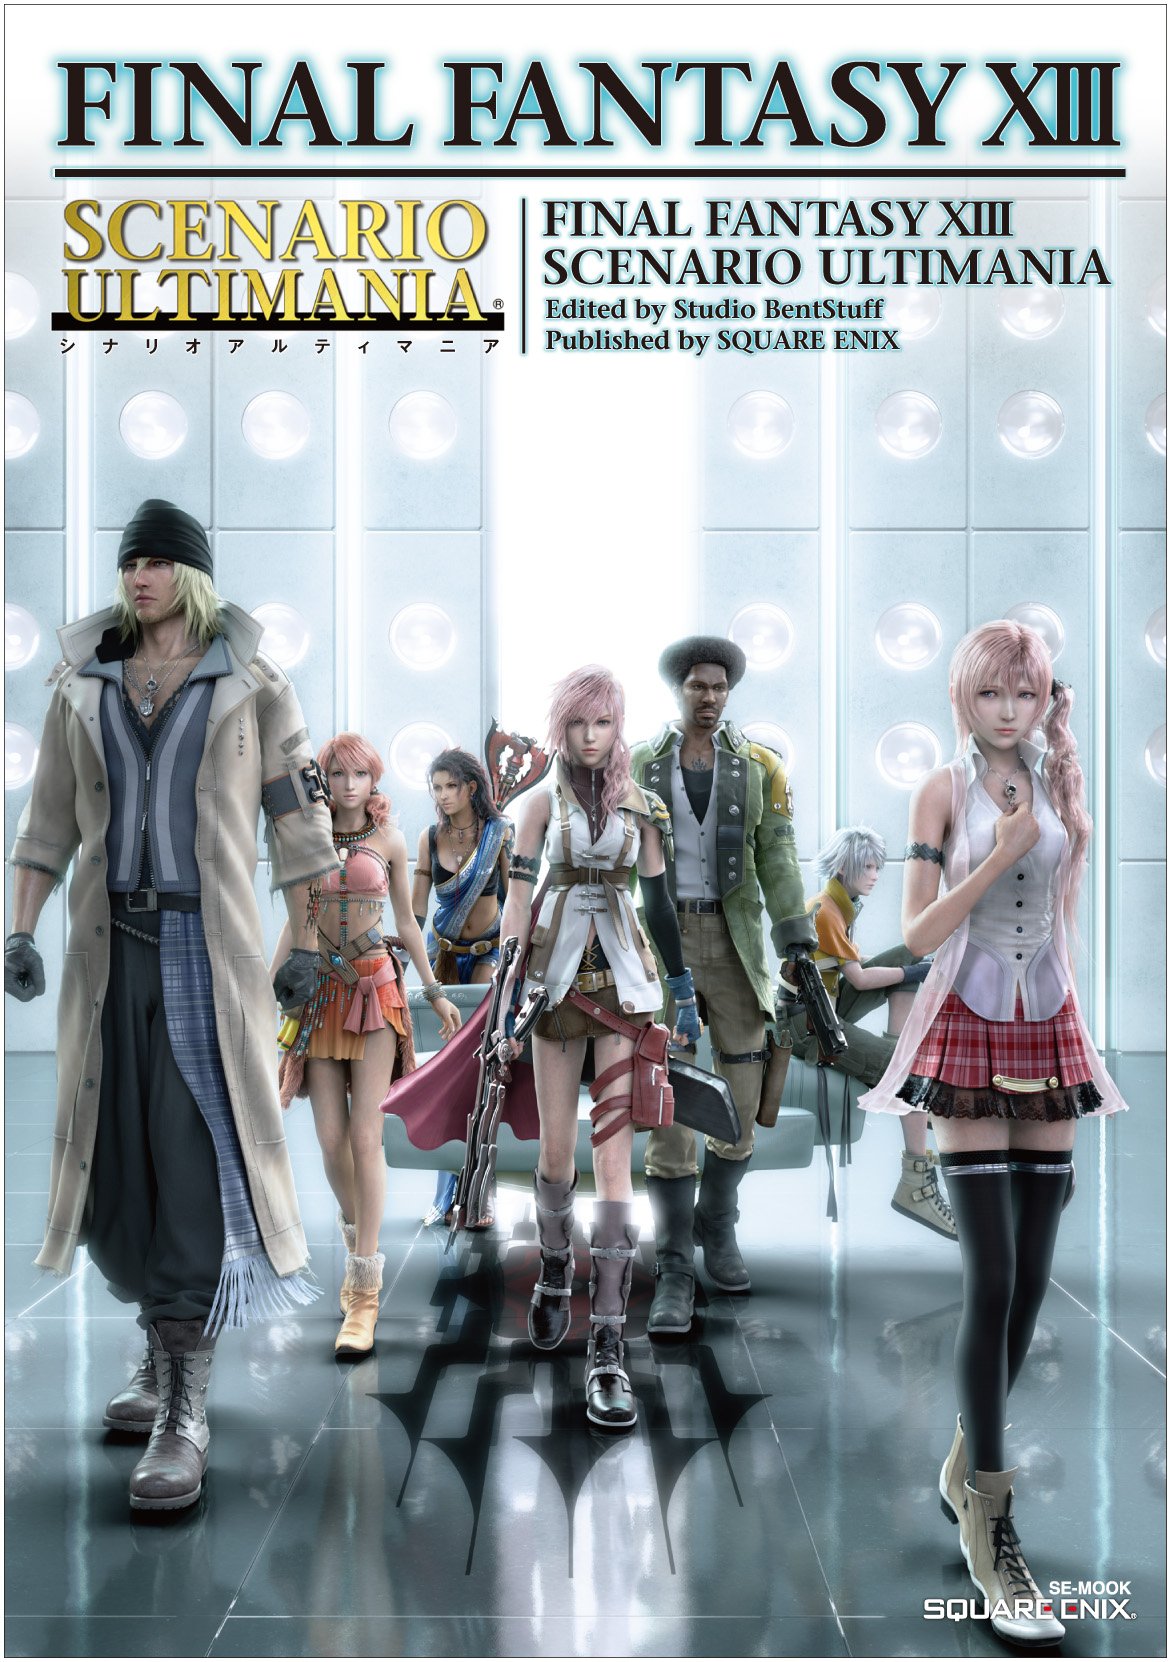 FINAL FANTASY XIII
SCENARIO
ULTIMANIA®
シナリオアルティマニア
FINAL FANTASY XIII
SCENARIO ULTIMANIA
Edited by Studio BentStuff
Published by SQUARE ENIX
SE-MOOK
SQUARE ENIX®